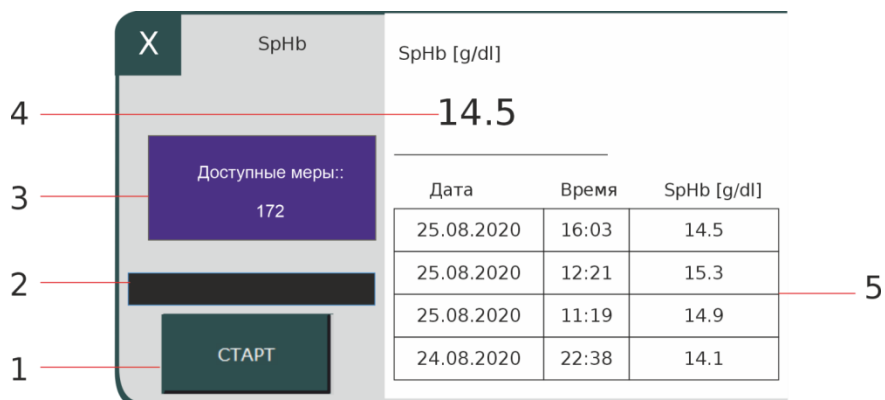 X
SpHb
SpHb [g/dl]
4
14.5
3
Доступные меры::
172
Дата Время SpHb [g/dl]
25.08.2020 16:03 14.5
25.08.2020 12:21 15.3
2
5
25.08.2020 11:19 14.9
24.08.2020 22:38 14.1
1
СТАРТ